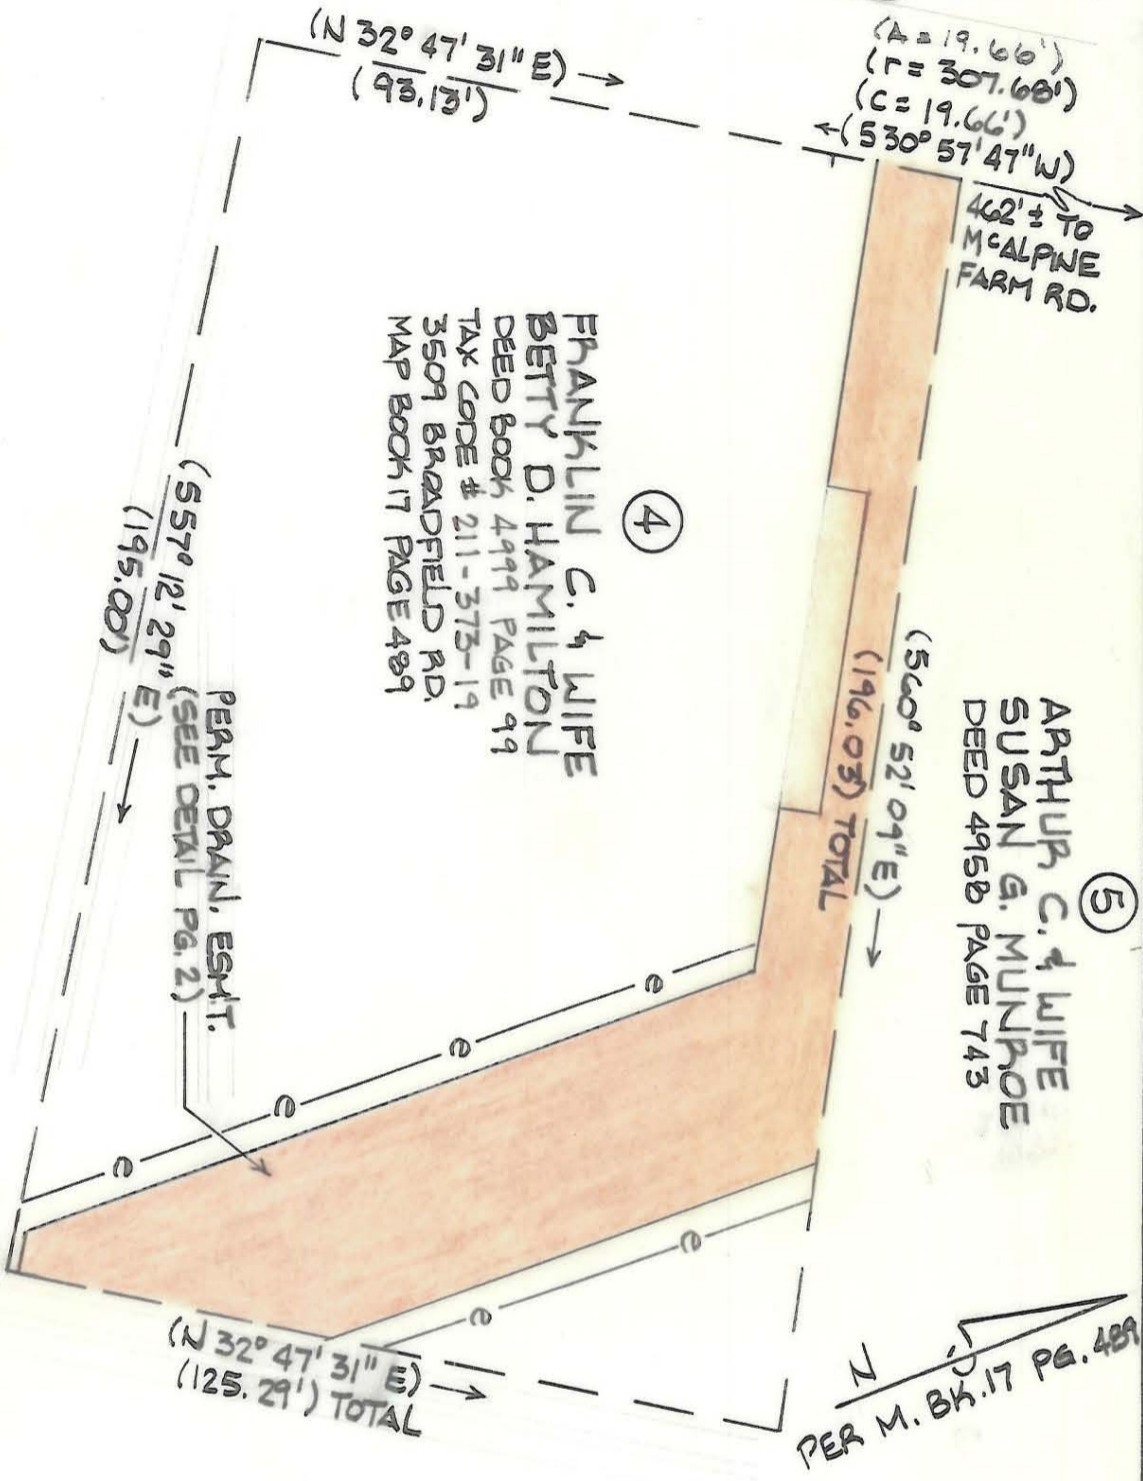 (N 32° 47' 31" E) →
(93.13')
(A = 19.66')
(r = 307.68')
(C = 19.66')
←(S30° 57' 47" W)
462' ± TO
McALPINE
FARM RD.
④
FRANKLIN C. & WIFE
BETTY D. HAMILTON
DEED BOOK 4999 PAGE 99
TAX CODE # 211-373-19
3509 BROADFIELD RD.
MAP BOOK 17 PAGE 489
⑤
ARTHUR C. & WIFE
SUSAN G. MUNROE
DEED 4958 PAGE 743
(S60° 52' 09" E) →
(196.03') TOTAL
(S57° 12' 29" E) →
(195.00')
PERM. DRAIN. ESM'T.
(SEE DETAIL PG. 2)
e
e
e
e
e
e
(N 32° 47' 31" E) →
(125.29') TOTAL
N
PER M. BK. 17 PG. 489